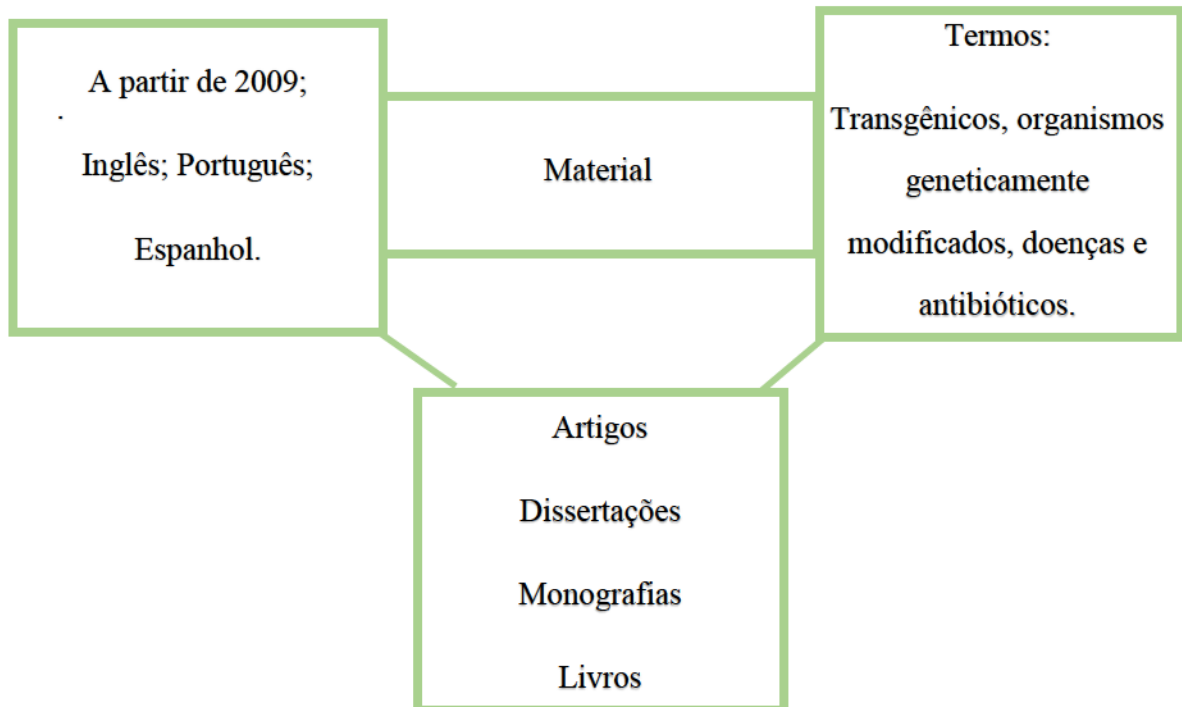 A partir de 2009;
.
Inglês; Português;
Espanhol.
Material
Termos:
Transgênicos, organismos
geneticamente
modificados, doenças e
antibióticos.
Artigos
Dissertações
Monografias
Livros